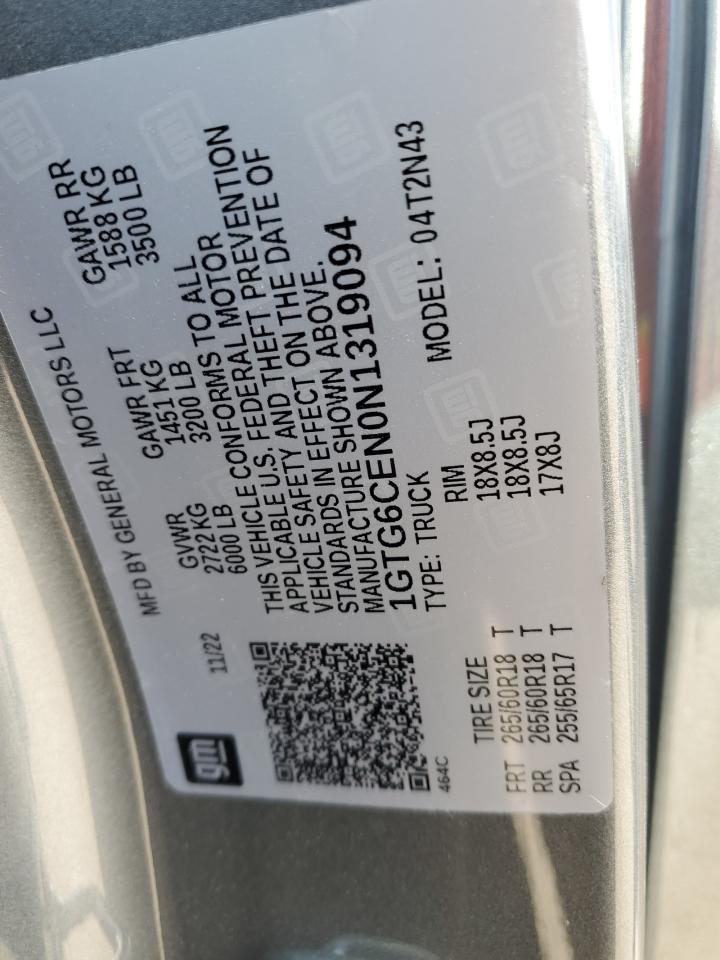 gm
11/22
MFD BY GENERAL MOTORS LLC
GVWR GAWR FRT GAWR RR
2722 KG 1451 KG 1588 KG
6000 LB 3200 LB 3500 LB
THIS VEHICLE CONFORMS TO ALL
APPLICABLE U.S. FEDERAL MOTOR
VEHICLE SAFETY AND THEFT PREVENTION
STANDARDS IN EFFECT ON THE DATE OF
MANUFACTURE SHOWN ABOVE.
1GTG6CEN0N1319094
TYPE: TRUCK MODEL: 04T2N43
464C
TIRE SIZE RIM
FRT 265/60R18 T 18X8.5J
RR 265/60R18 T 18X8.5J
SPA 255/65R17 T 17X8J